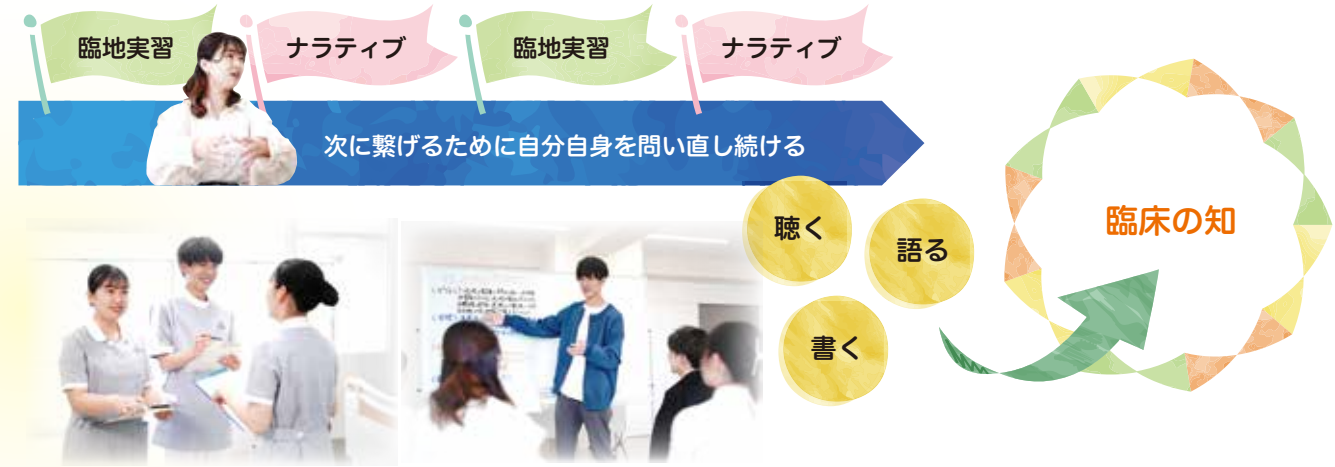 臨地実習
ナラティブ
臨地実習
ナラティブ
次に繋げるために自分自身を問い直し続ける
聴く
語る
書く
臨床の知